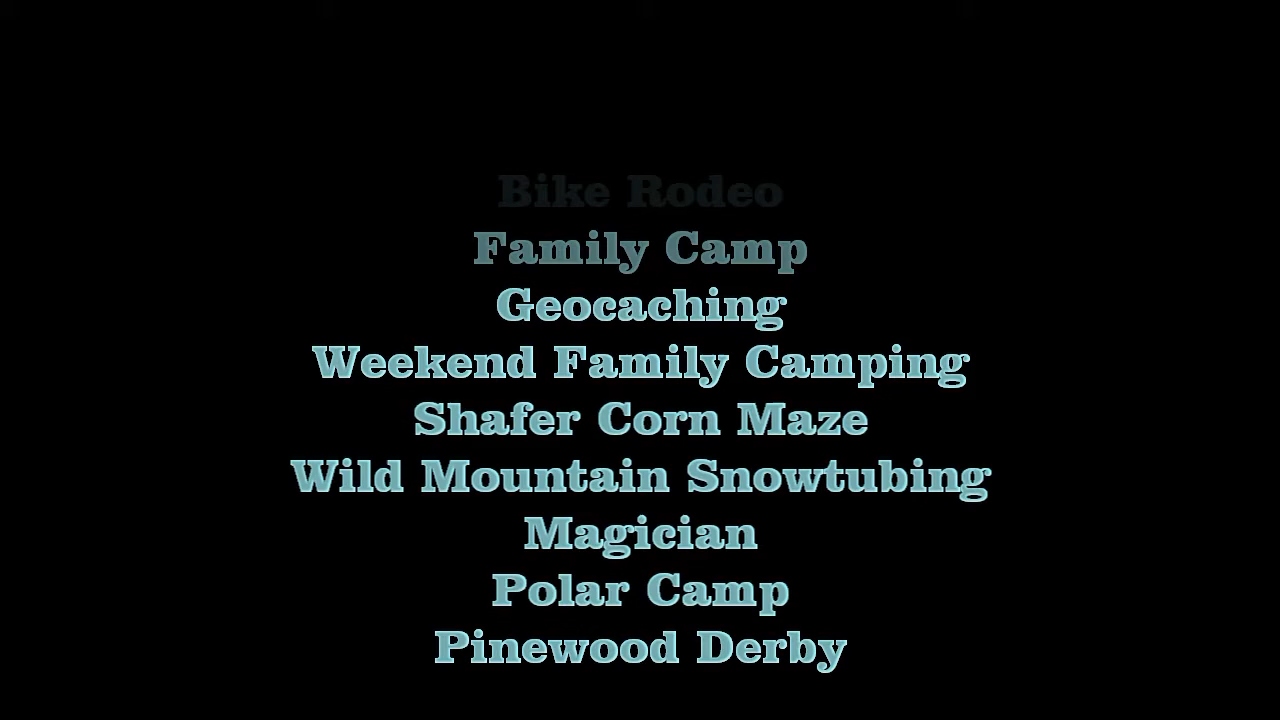 Bike Rodeo
Family Camp
Geocaching
Weekend Family Camping
Shafer Corn Maze
Wild Mountain Snowtubing
Magician
Polar Camp
Pinewood Derby